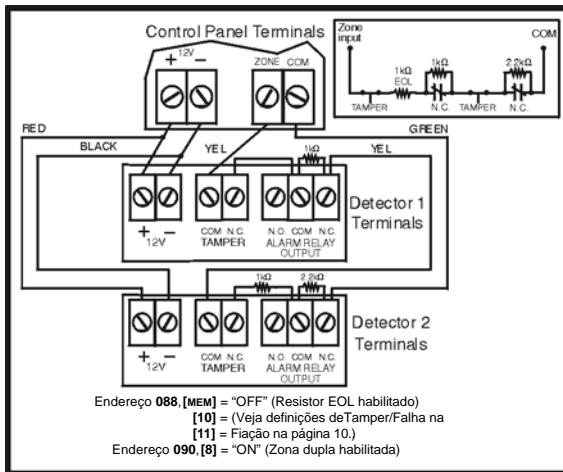 Control Panel Terminals
+ 12V −
ZONE COM
Zone input
COM
1kΩ EOL
1kΩ
2.2kΩ
TAMPER
N.C.
TAMPER
N.C.
RED
BLACK
YEL
1kΩ
YEL
GREEN
Detector 1 Terminals
+ 12V −
COM N.C.
TAMPER
N.O. COM N.C.
ALARM RELAY
OUTPUT
1kΩ
2.2kΩ
Detector 2 Terminals
+ 12V −
COM N.C.
TAMPER
N.O. COM N.C.
ALARM RELAY
OUTPUT
Endereço 088,[MEM] = “OFF” (Resistor EOL habilitado)
[10] = (Veja definições deTamper/Falha na
[11] = Fiação na página 10.)
Endereço 090,[8] = “ON” (Zona dupla habilitada)